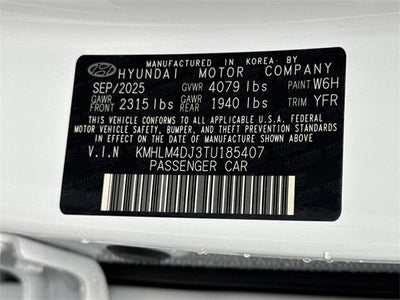 MANUFACTURED IN KOREA BY
HYUNDAI MOTOR COMPANY
SEP/2025 GVWR 4079 lbs PAINT W6H
GAWR FRONT 2315 lbs GAWR REAR 1940 lbs TRIM YFR
THIS VEHICLE CONFORMS TO ALL APPLICABLE
U.S. FEDERAL MOTOR VEHICLE SAFETY, BUMPER, AND
THEFT PREVENTION STANDARDS IN EFFECT ON THE
DATE OF MANUFACTURE SHOWN ABOVE
V.I.N KMHLM4DJ3TU185407
PASSENGER CAR